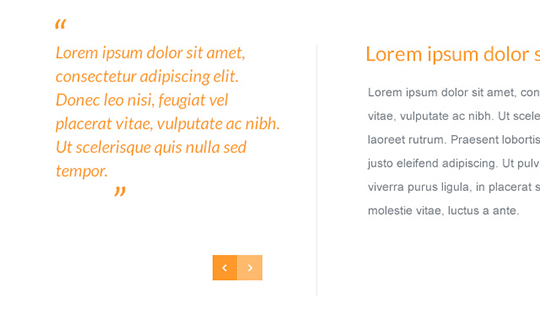 “
Lorem ipsum dolor sit amet,
consectetur adipiscing elit.
Donec leo nisi, feugiat vel
placerat vitae, vulputate ac nibh.
Ut scelerisque quis nulla sed
tempor.
”
Lorem ipsum dolor
Lorem ipsum dolor sit amet, con
vitae, vulputate ac nibh. Ut scele
laoreet rutrum. Praesent lobortis
justo eleifend adipiscing. Ut pulv
viverra purus ligula, in placerat s
molestie vitae, luctus a ante.